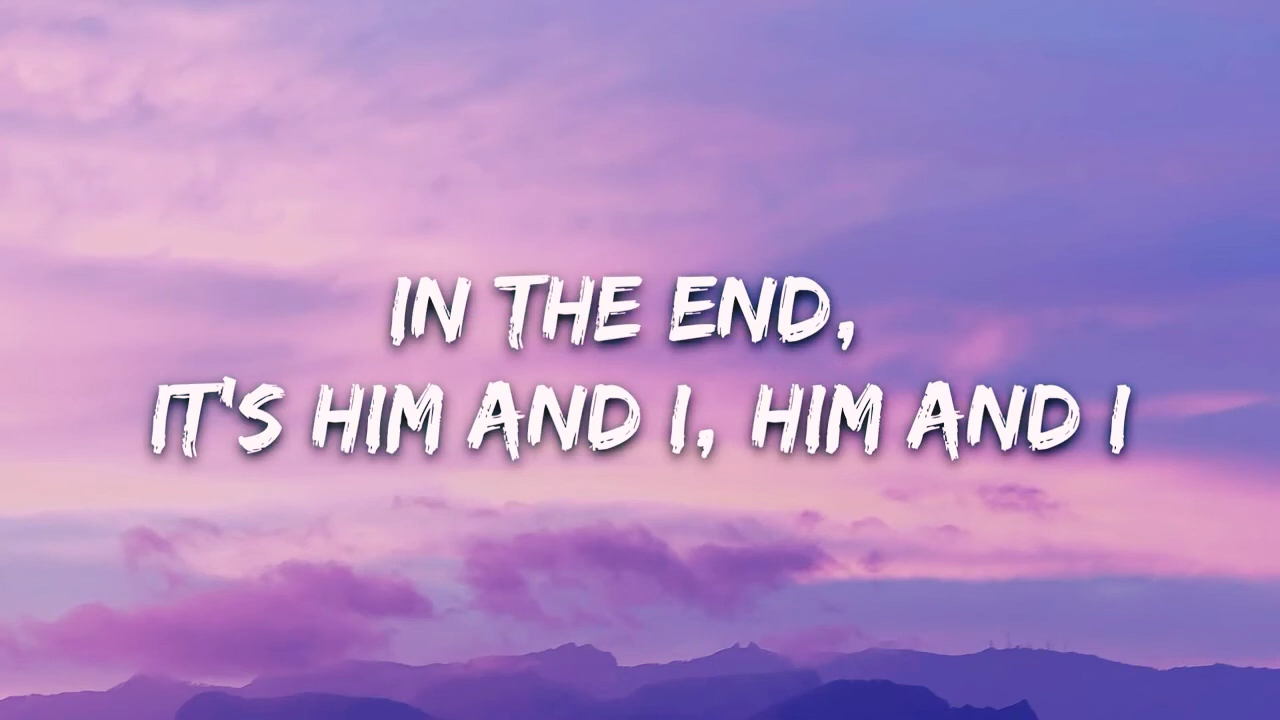 IN THE END,
IT'S HIM AND I, HIM AND I